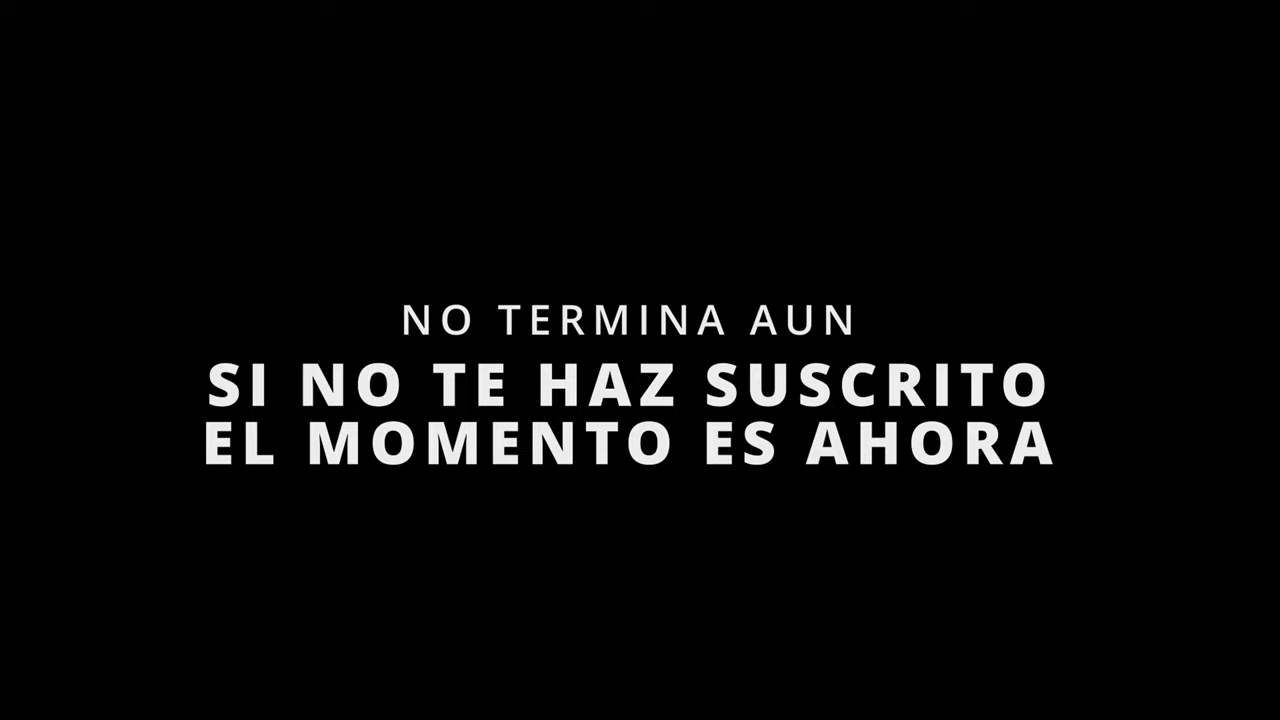 NO TERMINA AUN
SI NO TE HAZ SUSCRITO
EL MOMENTO ES AHORA